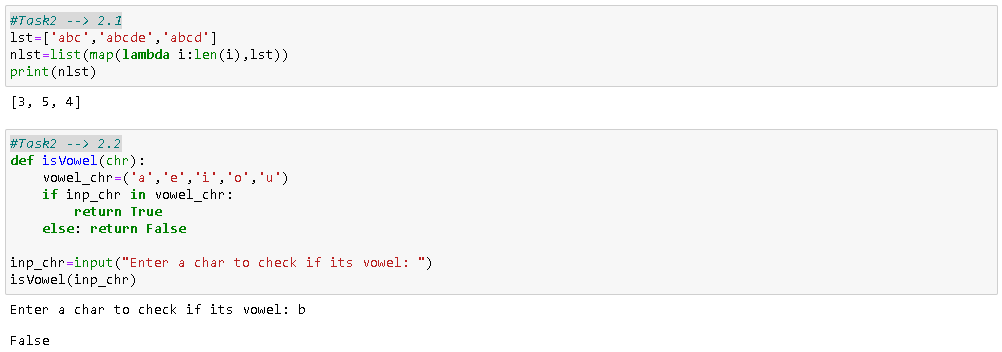 #Task2 --> 2.1
lst=['abc','abcde','abcd']
nlst=list(map(lambda i:len(i),lst))
print(nlst)
[3, 5, 4]
#Task2 --> 2.2
def isVowel(chr):
    vowel_chr=('a','e','i','o','u')
    if inp_chr in vowel_chr:
        return True
    else: return False
inp_chr=input("Enter a char to check if its vowel: ")
isVowel(inp_chr)
Enter a char to check if its vowel: b
False